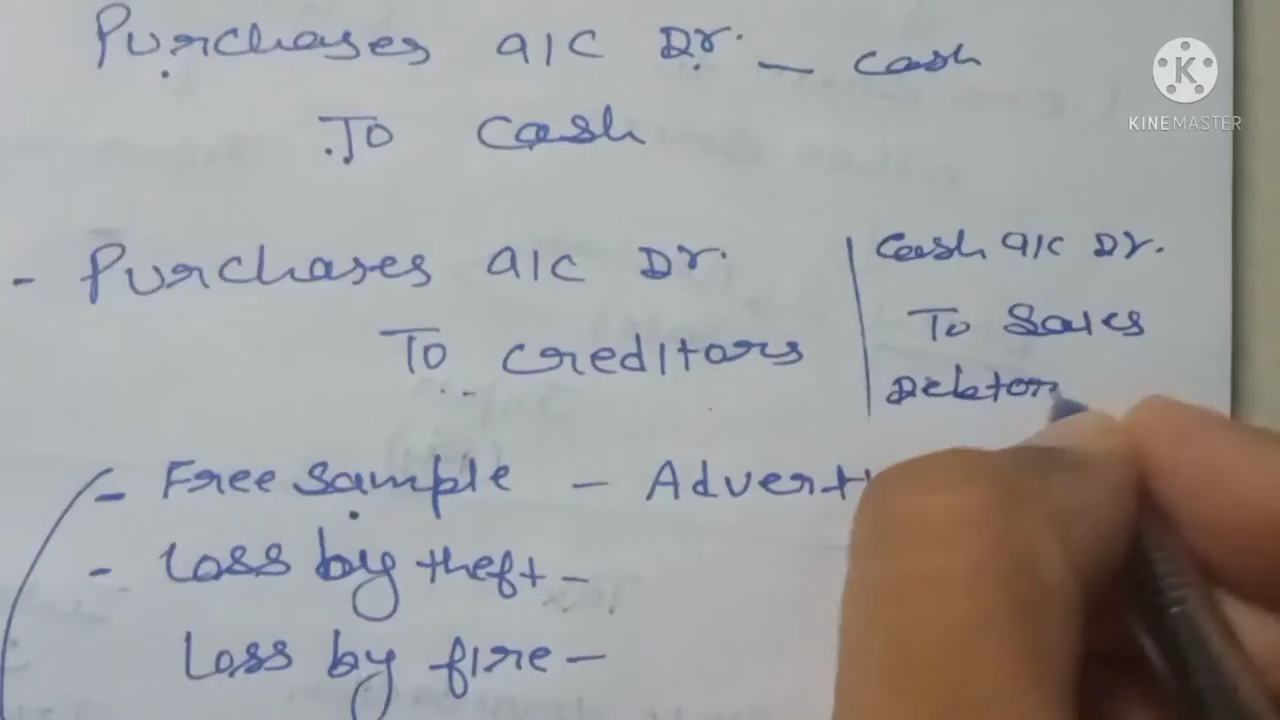 Purchases a/c Dr. - cash
To cash
- Purchases a/c Dr.
To creditors
Cash a/c Dr.
To Sales
Debtor
- Free sample - Advert
- Loss by theft -
Loss by fire -
K
KINEMASTER